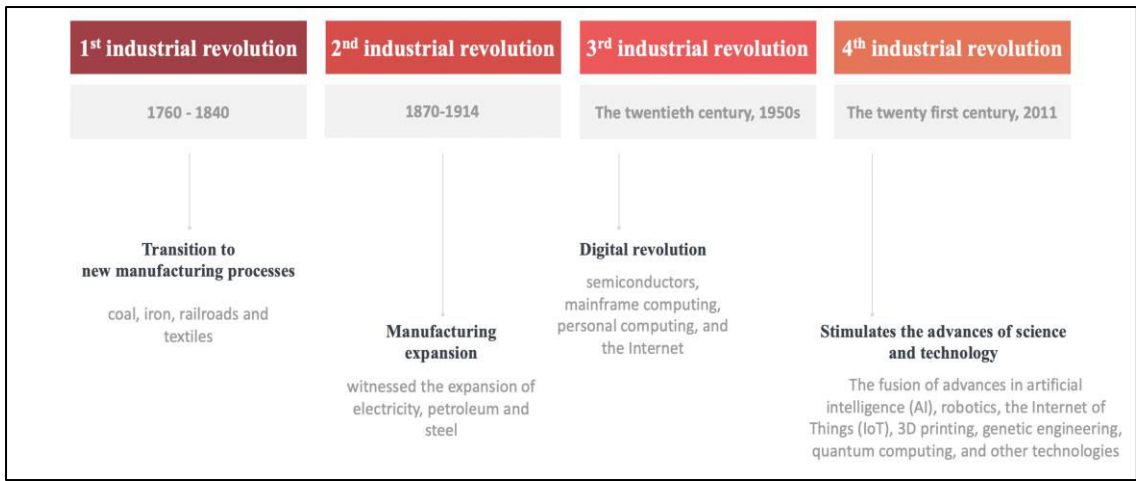 1st industrial revolution
1760 - 1840
Transition to
new manufacturing processes
coal, iron, railroads and
textiles
2nd industrial revolution
1870-1914
Manufacturing
expansion
witnessed the expansion of
electricity, petroleum and
steel
3rd industrial revolution
The twentieth century, 1950s
Digital revolution
semiconductors,
mainframe computing,
personal computing, and
the Internet
4th industrial revolution
The twenty first century, 2011
Stimulates the advances of science
and technology
The fusion of advances in artificial
intelligence (AI), robotics, the Internet of
Things (IoT), 3D printing, genetic engineering,
quantum computing, and other technologies